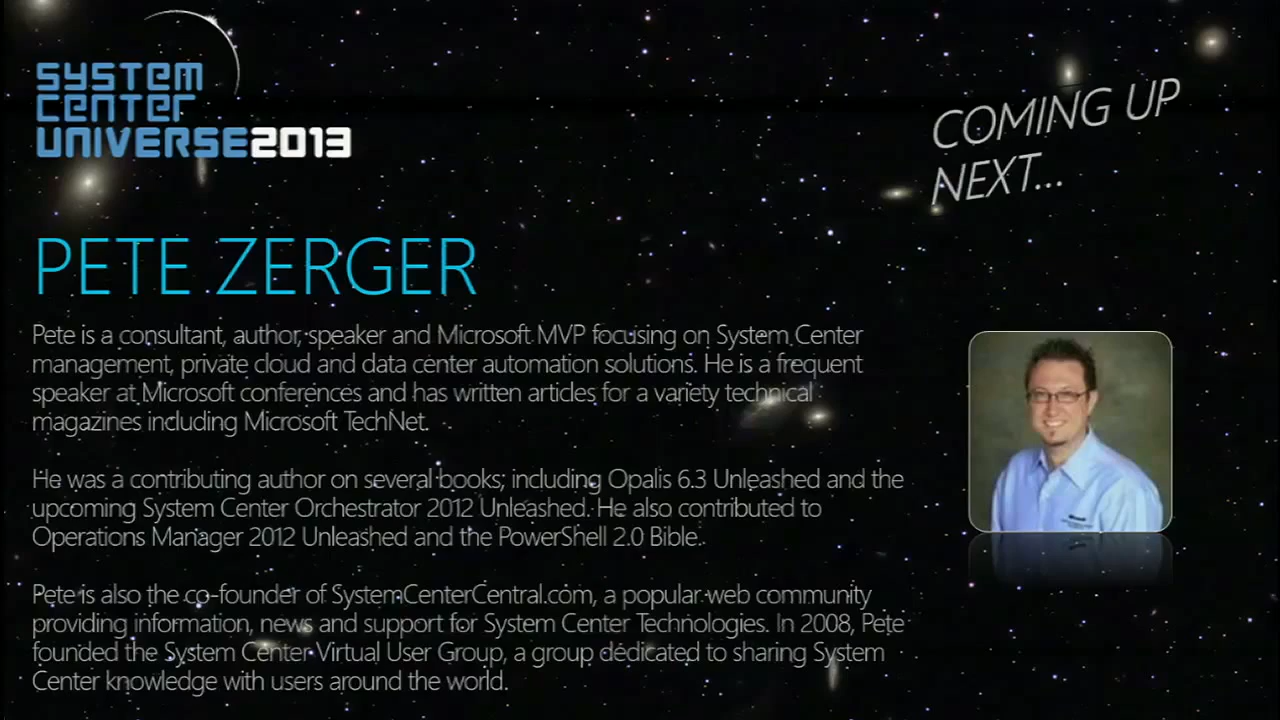 SYSTEM
CENTER
UNIVERSE2013
COMING UP
NEXT...
PETE ZERGER
Pete is a consultant, author, speaker and Microsoft MVP focusing on System Center
management, private cloud and data center automation solutions. He is a frequent
speaker at Microsoft conferences and has written articles for a variety technical
magazines including Microsoft TechNet.
He was a contributing author on several books; including Opalis 6.3 Unleashed and the
upcoming System Center Orchestrator 2012 Unleashed. He also contributed to
Operations Manager 2012 Unleashed and the PowerShell 2.0 Bible.
Pete is also the co-founder of SystemCenterCentral.com, a popular web community
providing information, news and support for System Center Technologies. In 2008, Pete
founded the System Center Virtual User Group, a group dedicated to sharing System
Center knowledge with users around the world.